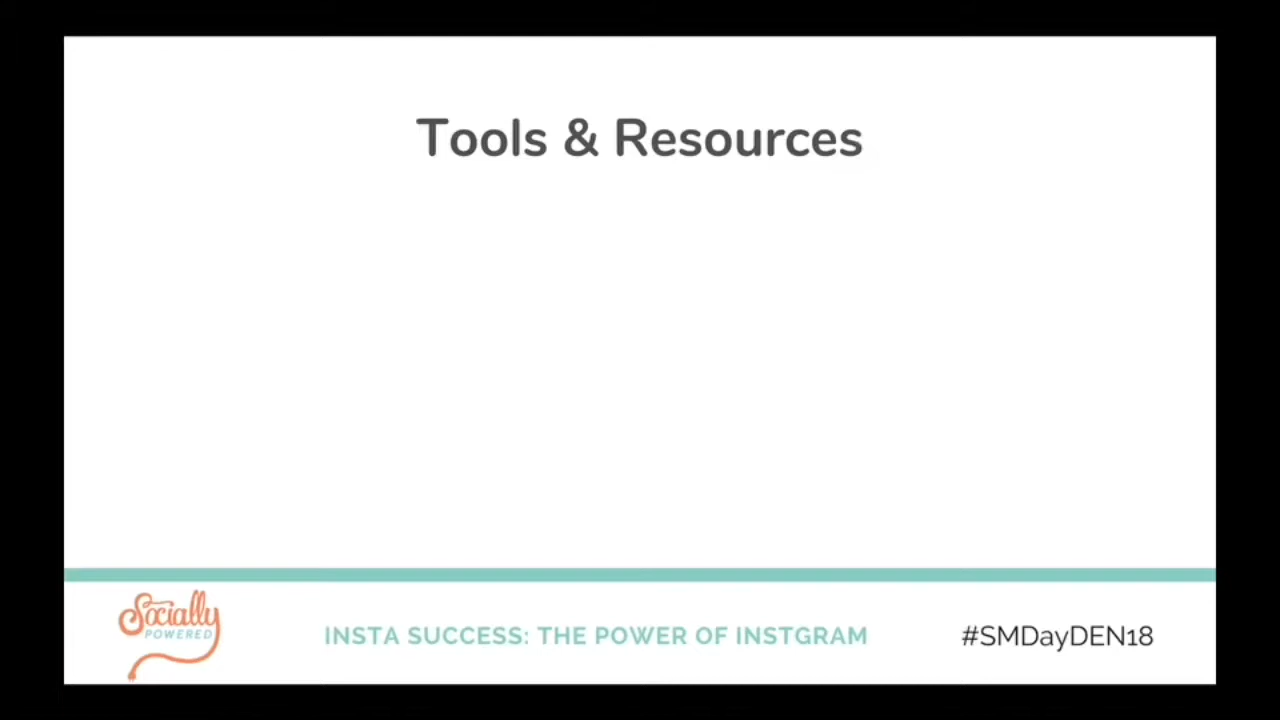 Tools & Resources
Socially
POWERED
INSTA SUCCESS: THE POWER OF INSTGRAM
#SMDayDEN18